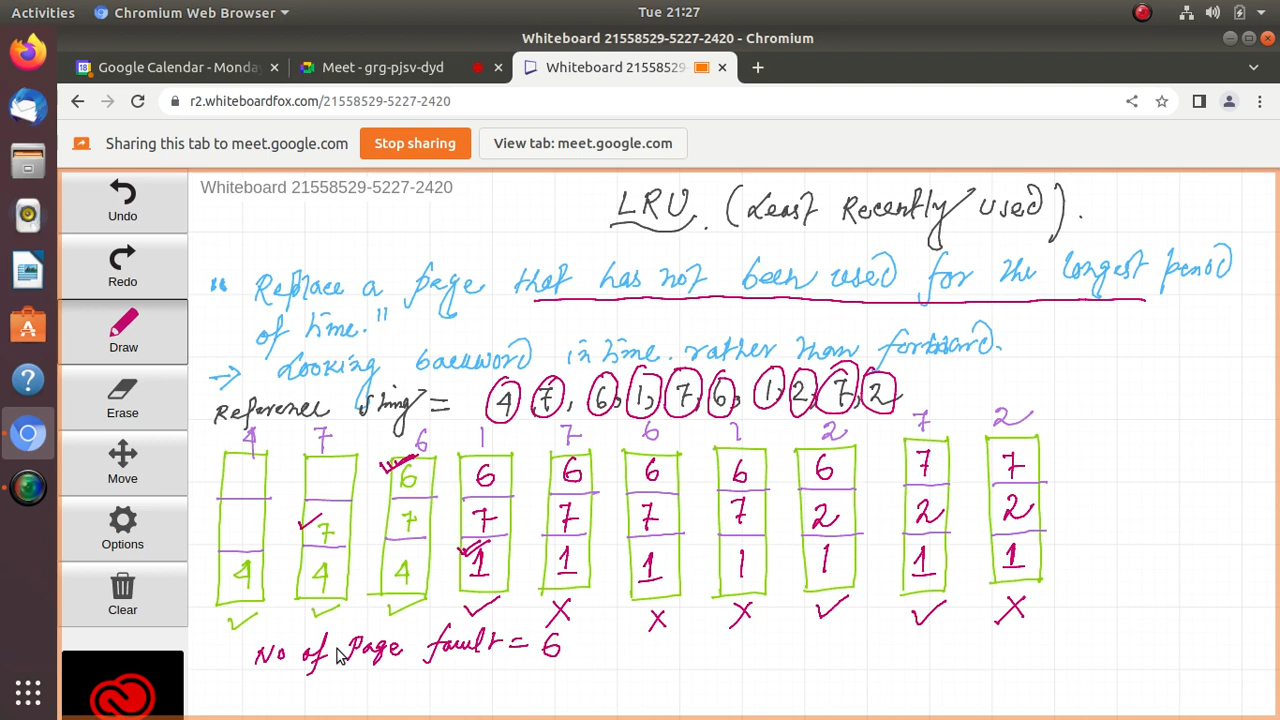 Activities Chromium Web Browser Tue 21:27
Whiteboard 21558529-5227-2420 - Chromium
Google Calendar - Monda Meet - grg-pjsv-dyd Whiteboard 21558529-
r2.whiteboardfox.com/21558529-5227-2420
Sharing this tab to meet.google.com Stop sharing View tab: meet.google.com
Whiteboard 21558529-5227-2420
Undo
Redo
Draw
Erase
Move
Options
Clear
LRU. (Least Recently used).
"Replace a page that has not been used for the longest period
of time."
→ Looking backword in time rather than forward.
Reference string = 4 7, 6, 1, 7, 6, 1, 2, 7, 2
4 7 6 1 7 6 1 2 7 2
6 6 6 6 6 6 7 7
7 7 7 7 7 7 2 2 2
4 4 4 1 1 1 1 1 1 1
✓ ✓ ✓ ✓ X X X ✓ ✓ X
No of Page fault = 6